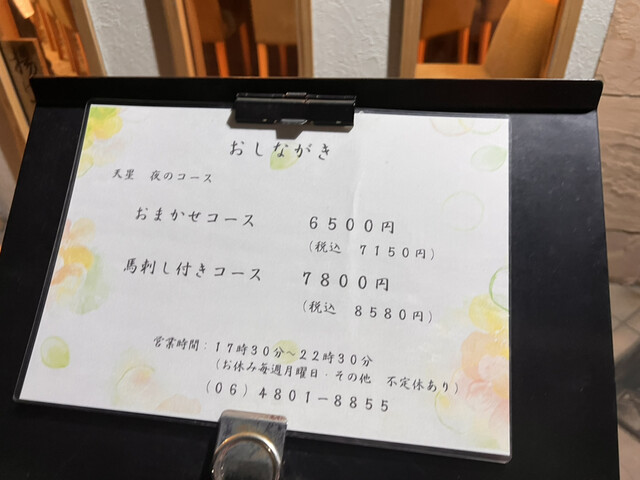 おしながき
天星 夜のコース
おまかせコース 6500円
(税込 7150円)
馬刺し付きコース 7800円
(税込 8580円)
営業時間:17時30分~22時30分
(お休み毎週月曜日・その他 不定休あり)
(06)4801-8855